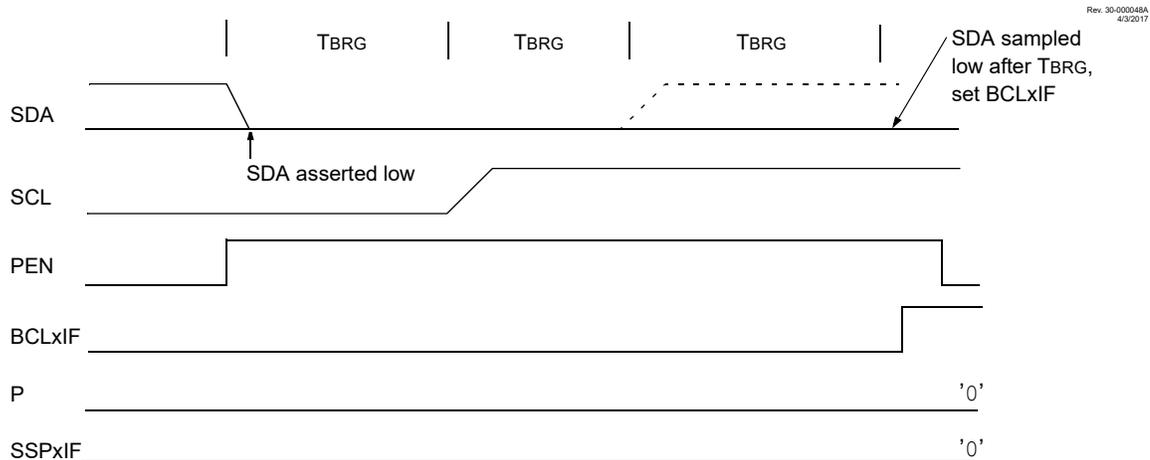 Rev. 30-000048A
4/3/2017
TBRG TBRG TBRG
SDA sampled
low after TBRG,
set BCLxIF
SDA
SDA asserted low
SCL
PEN
BCLxIF
P '0'
SSPxIF '0'